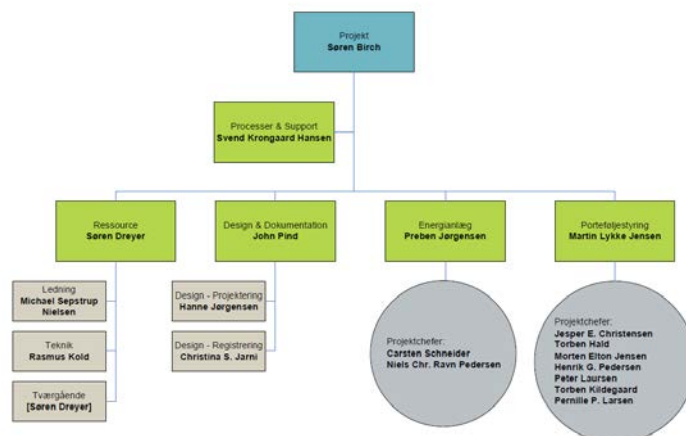 Projekt
Søren Birch
Processer & Support
Svend Krongaard Hansen
Ressource
Søren Dreyer
Design & Dokumentation
John Pind
Energianlæg
Preben Jørgensen
Porteføljestyring
Martin Lykke Jensen
Ledning
Michael Sepstrup
Nielsen
Teknik
Rasmus Kold
Tværgående
[Søren Dreyer]
Design - Projektering
Hanne Jørgensen
Design - Registrering
Christina S. Jarni
Projektchefer:
Carsten Schneider
Niels Chr. Ravn Pedersen
Projektchefer:
Jesper E. Christensen
Torben Hald
Morten Elton Jensen
Henrik G. Pedersen
Peter Laursen
Torben Kildegaard
Pernille P. Larsen